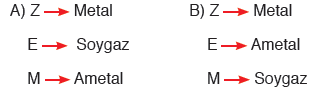 A) Z → Metal B) Z → Metal
E → Soygaz E → Ametal
M → Ametal M → Soygaz